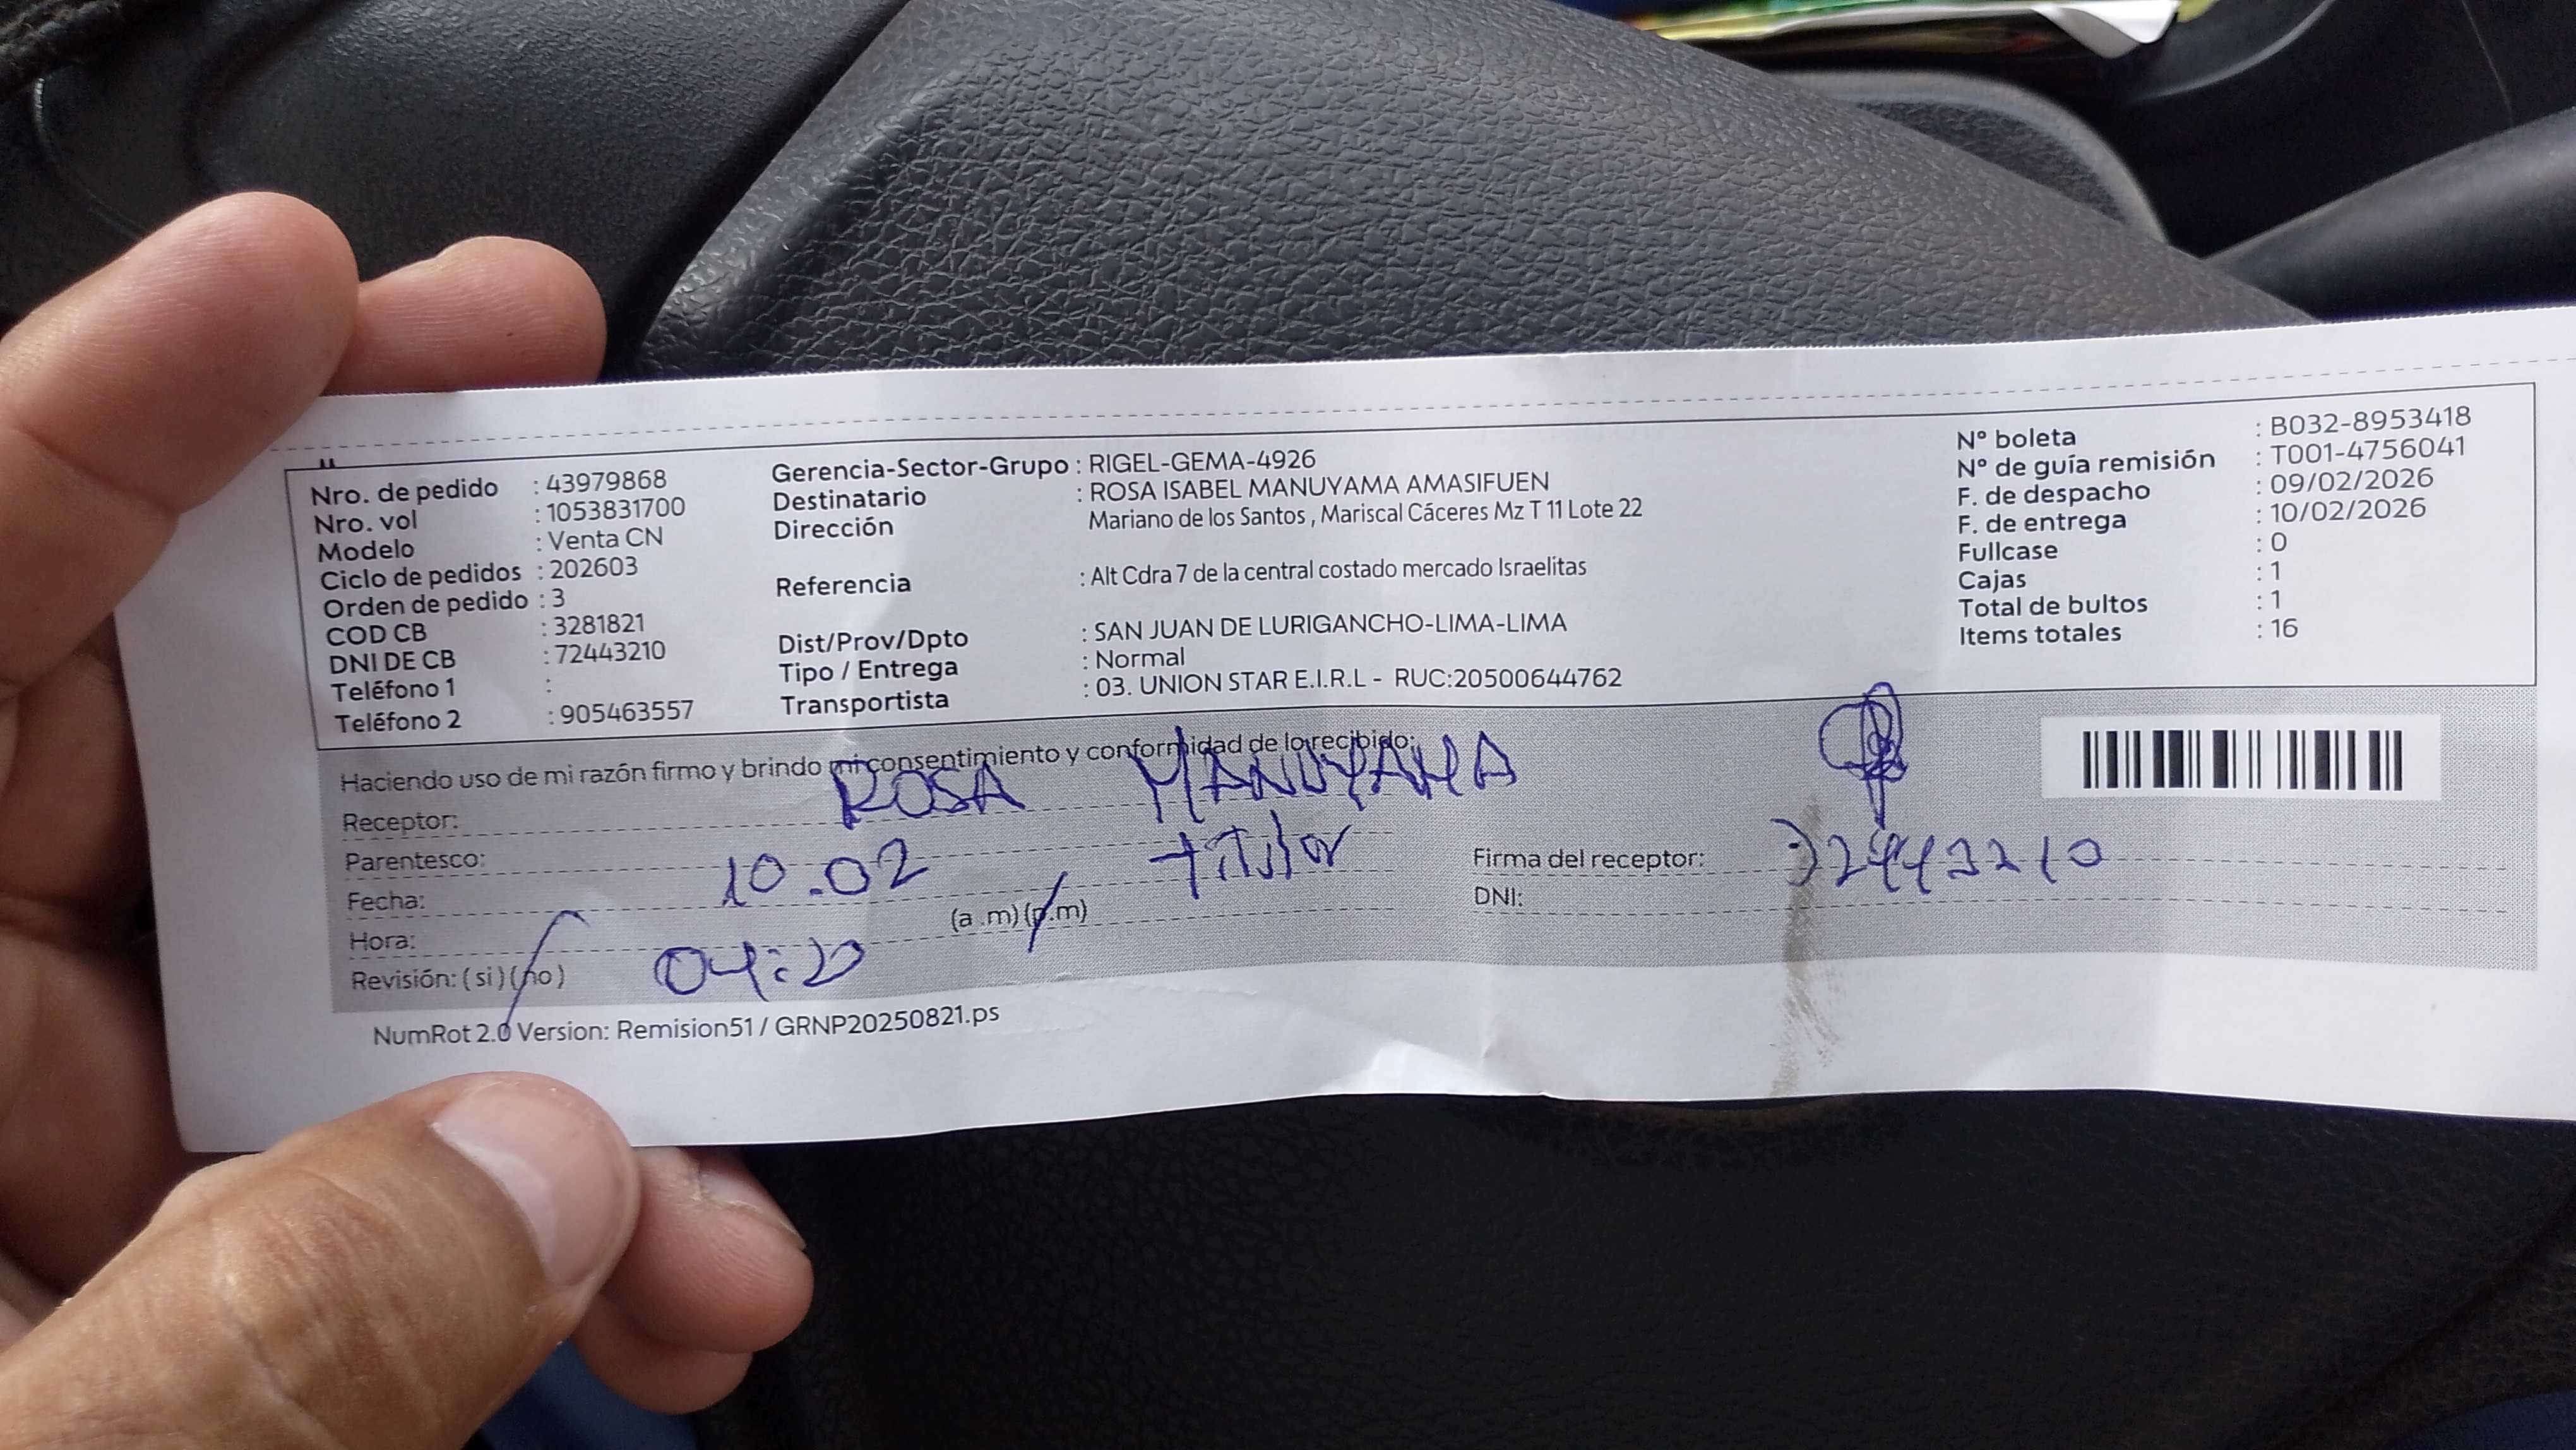 Nro. de pedido : 43979868
Nro. vol : 1053831700
Modelo : Venta CN
Ciclo de pedidos : 202603
Orden de pedido : 3
COD CB : 3281821
DNI DE CB : 72443210
Teléfono 1 :
Teléfono 2 : 905463557
Gerencia-Sector-Grupo : RIGEL-GEMA-4926
Destinatario : ROSA ISABEL MANUYAMA AMASIFUEN
Dirección Mariano de los Santos , Mariscal Cáceres Mz T 11 Lote 22
Referencia : Alt Cdra 7 de la central costado mercado Israelitas
Dist/Prov/Dpto : SAN JUAN DE LURIGANCHO-LIMA-LIMA
Tipo / Entrega : Normal
Transportista : 03. UNION STAR E.I.R.L - RUC:20500644762
N° boleta : B032-8953418
N° de guía remisión : T001-4756041
F. de despacho : 09/02/2026
F. de entrega : 10/02/2026
Fullcase : 0
Cajas : 1
Total de bultos : 1
Items totales : 16
Haciendo uso de mi razón firmo y brindo mi consentimiento y conformidad de lo recibido:
Receptor: ROSA MANUYAMA
Parentesco: titular
Fecha: 10.02
Hora: 04:20 (a .m) (p.m)
Revisión: ( si ) ( no )
Firma del receptor:
DNI: 72443210
NumRot 2.0 Version: Remision51 / GRNP20250821.ps